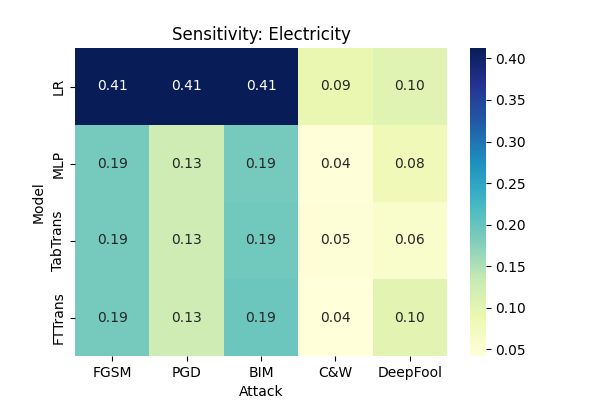 Sensitivity: Electricity
Model
LR 0.41 0.41 0.41 0.09 0.10
MLP 0.19 0.13 0.19 0.04 0.08
TabTrans 0.19 0.13 0.19 0.05 0.06
FTTrans 0.19 0.13 0.19 0.04 0.10
FGSM PGD BIM C&W DeepFool
Attack
0.40
0.35
0.30
0.25
0.20
0.15
0.10
0.05